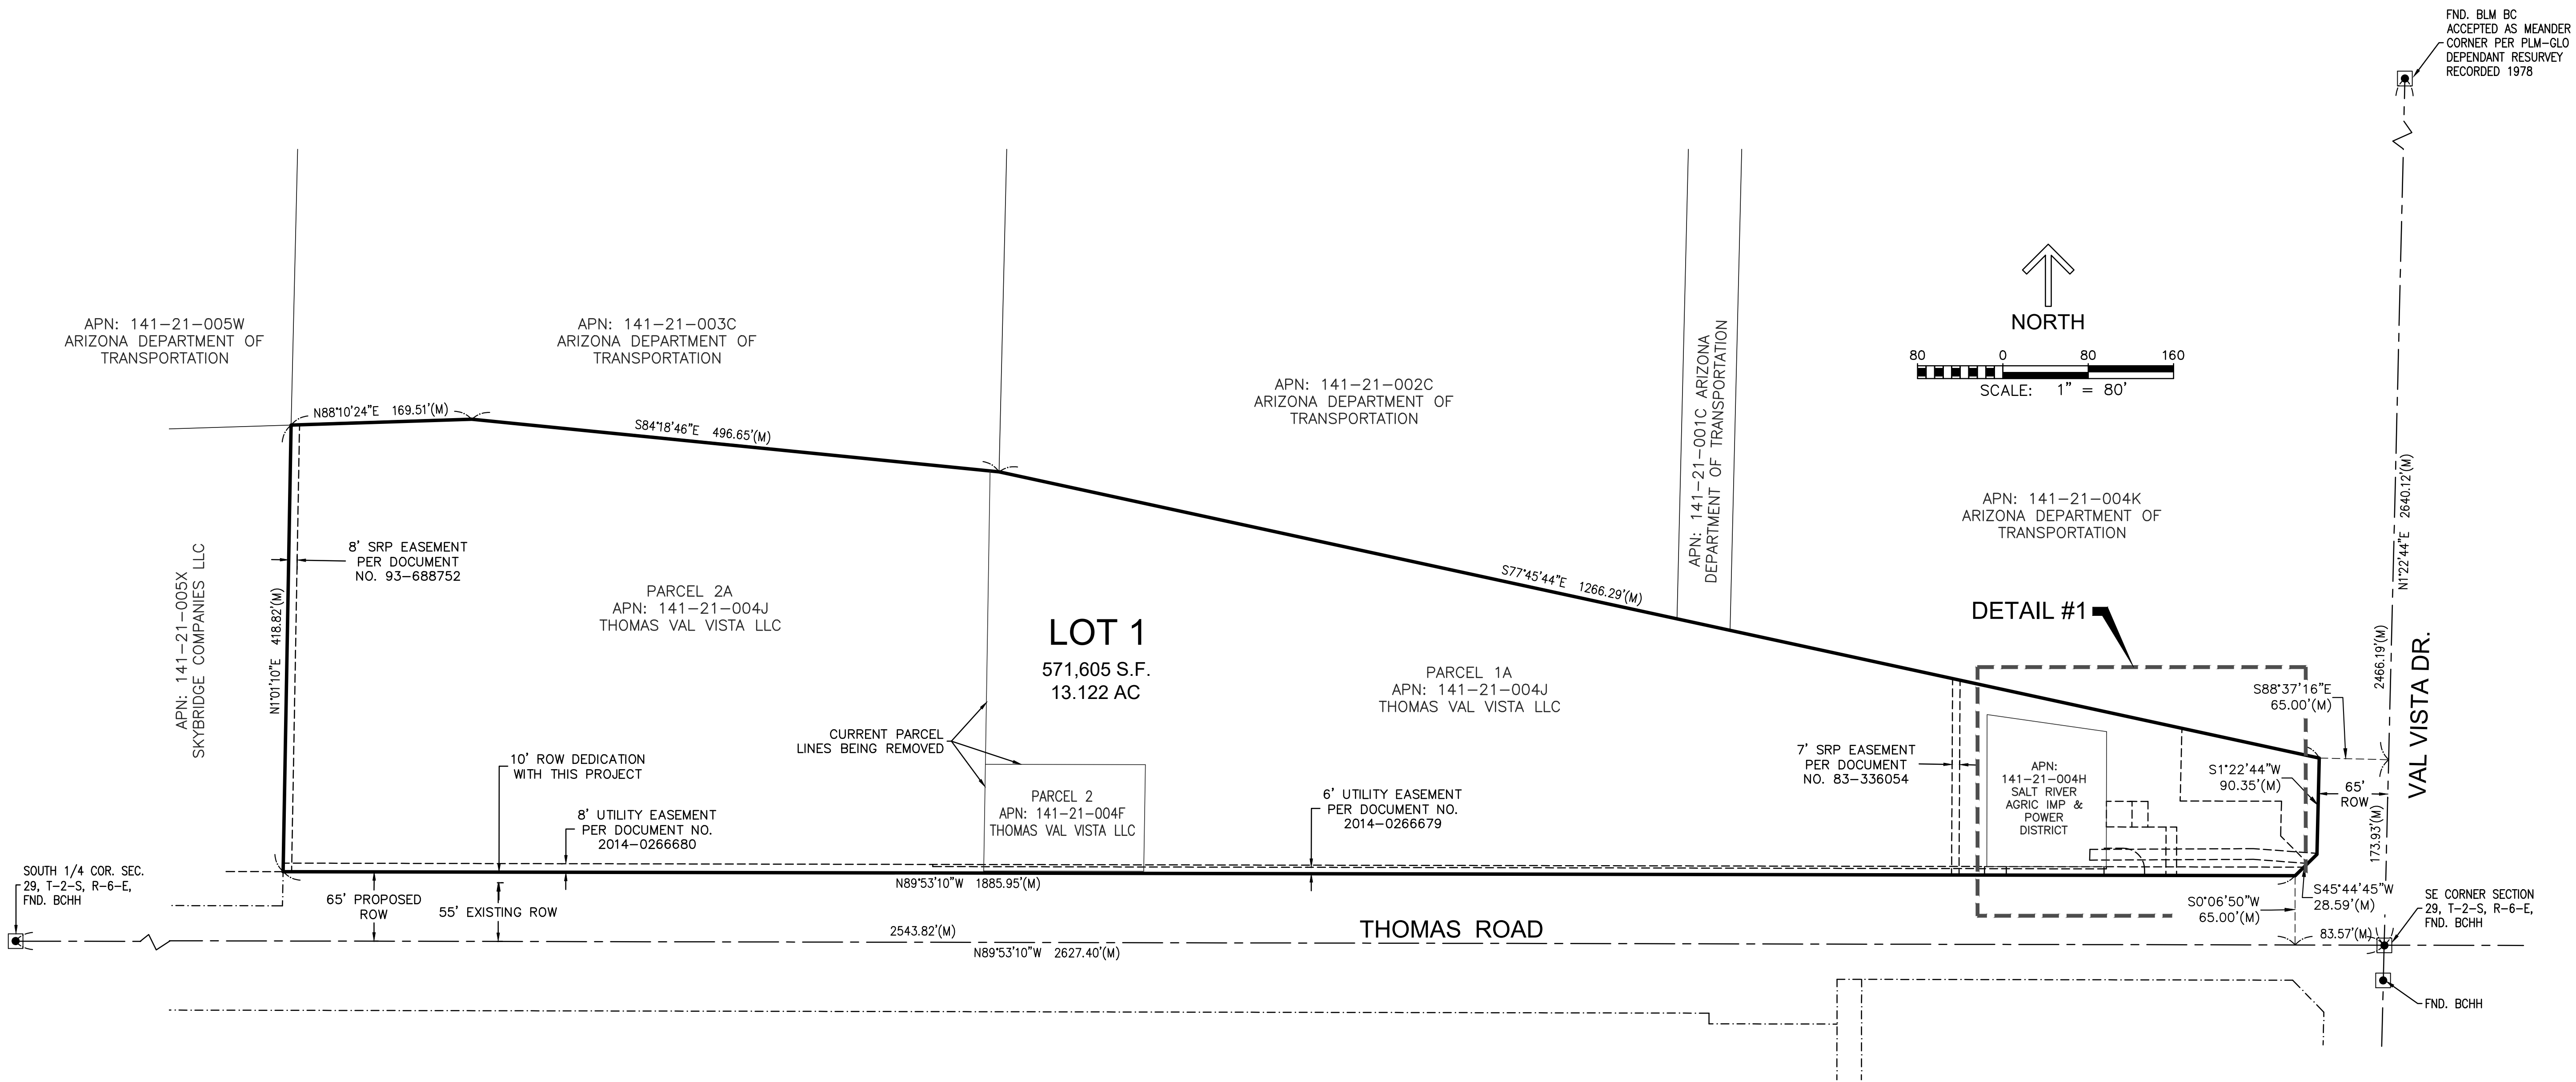 FND. BLM BC
ACCEPTED AS MEANDER
CORNER PER PLM-GLO
DEPENDANT RESURVEY
RECORDED 1978
NORTH
80 0 80 160
SCALE: 1" = 80'
APN: 141-21-005W
ARIZONA DEPARTMENT OF
TRANSPORTATION
APN: 141-21-003C
ARIZONA DEPARTMENT OF
TRANSPORTATION
APN: 141-21-002C
ARIZONA DEPARTMENT OF
TRANSPORTATION
APN: 141-21-001C ARIZONA
DEPARTMENT OF TRANSPORTATION
APN: 141-21-004K
ARIZONA DEPARTMENT OF
TRANSPORTATION
N88°10'24"E 169.51'(M)
S84°18'46"E 496.65'(M)
S77°45'44"E 1266.29'(M)
N1°22'44"E 2640.12'(M)
2466.19'(M)
VAL VISTA DR.
APN: 141-21-005X
SKYBRIDGE COMPANIES LLC
N1°01'10"E 418.82'(M)
8' SRP EASEMENT
PER DOCUMENT
NO. 93-688752
PARCEL 2A
APN: 141-21-004J
THOMAS VAL VISTA LLC
LOT 1
571,605 S.F.
13.122 AC
PARCEL 1A
APN: 141-21-004J
THOMAS VAL VISTA LLC
DETAIL #1
S88°37'16"E
65.00'(M)
S1°22'44"W
90.35'(M)
65'
ROW
173.93'(M)
CURRENT PARCEL
LINES BEING REMOVED
10' ROW DEDICATION
WITH THIS PROJECT
8' UTILITY EASEMENT
PER DOCUMENT NO.
2014-0266680
PARCEL 2
APN: 141-21-004F
THOMAS VAL VISTA LLC
6' UTILITY EASEMENT
PER DOCUMENT NO.
2014-0266679
7' SRP EASEMENT
PER DOCUMENT
NO. 83-336054
APN:
141-21-004H
SALT RIVER
AGRIC IMP &
POWER
DISTRICT
SOUTH 1/4 COR. SEC.
29, T-2-S, R-6-E,
FND. BCHH
65' PROPOSED
ROW
55' EXISTING ROW
N89°53'10"W 1885.95'(M)
S0°06'50"W
65.00'(M)
S45°44'45"W
28.59'(M)
SE CORNER SECTION
29, T-2-S, R-6-E,
FND. BCHH
2543.82'(M)
THOMAS ROAD
83.57'(M)
N89°53'10"W 2627.40'(M)
FND. BCHH